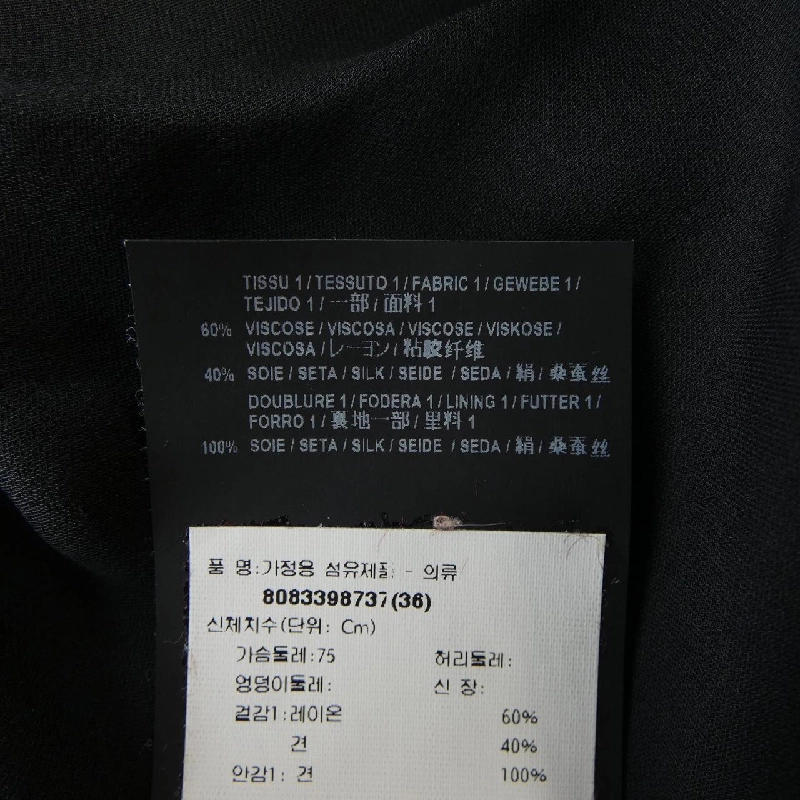 TISSU 1 / TESSUTO 1 / FABRIC 1 / GEWEBE 1 /
TEJIDO 1 / 一部 / 面料 1
60% VISCOSE / VISCOSA / VISCOSE / VISKOSE /
VISCOSA / レーヨン / 粘胶纤维
40% SOIE / SETA / SILK / SEIDE / SEDA / 絹 / 桑蚕丝
DOUBLURE 1 / FODERA 1 / LINING 1 / FUTTER 1 /
FORRO 1 / 裏地一部 / 里料 1
100% SOIE / SETA / SILK / SEIDE / SEDA / 絹 / 桑蚕丝
품 명:가정용 섬유제품 - 의류
8083398737(36)
신체치수(단위: Cm)
가슴둘레:75 허리둘레:
엉덩이둘레: 신 장:
겉감1:레이온 60%
견 40%
안감1: 견 100%